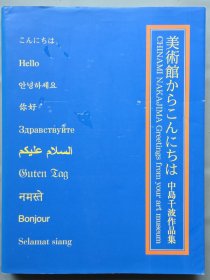 こんにちは
Hello
안녕하세요
你好
Здравствуйте
السلام عليكم
Guten Tag
नमस्ते
Bonjour
Selamat siang
美術館からこんにちは 中島千波作品集
CHINAMI NAKAJIMA Greetings from your art museum